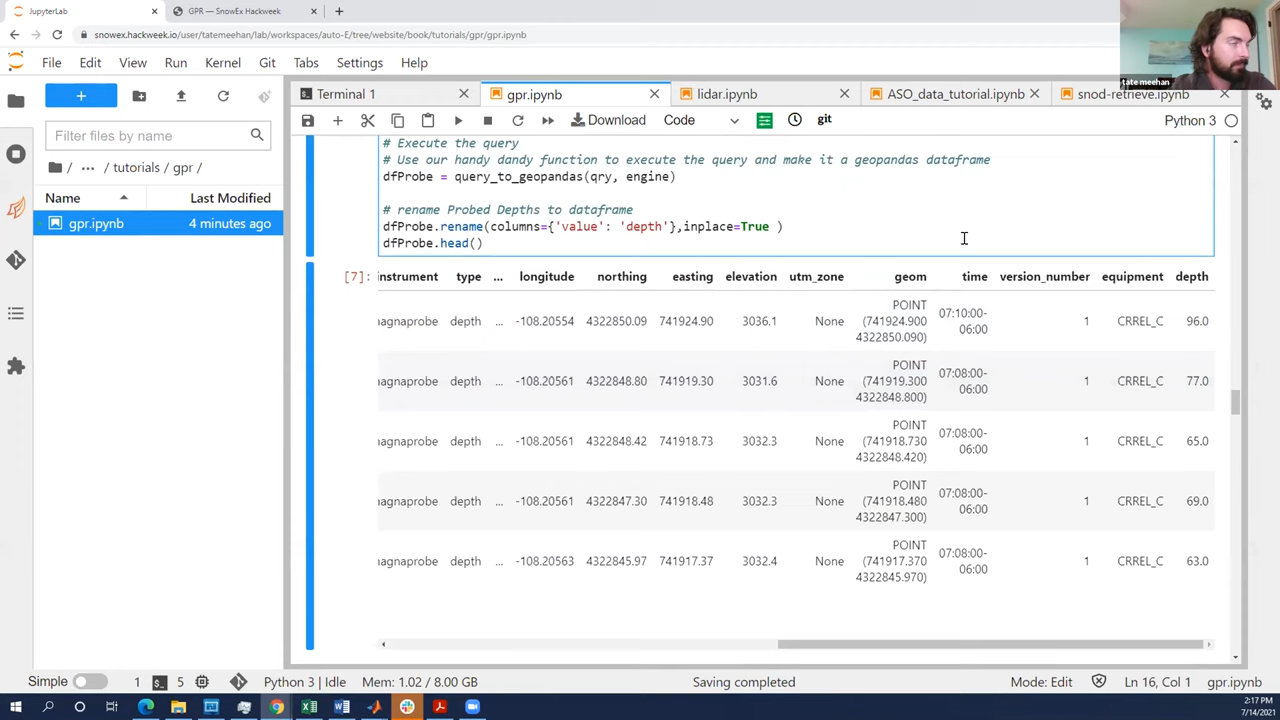 JupyterLab
GPR — SnowEx Hackweek
snowex.hackweek.io/user/tatemeehan/lab/workspaces/auto-E/tree/website/book/tutorials/gpr/gpr.ipynb
tate meehan
File Edit View Run Kernel Git Tabs Settings Help
Terminal 1
gpr.ipynb
lidar.ipynb
ASO_data_tutorial.ipynb
snod-retrieve.ipynb
Download
Code
git
Python 3
Filter files by name
/ ... / tutorials / gpr /
Name Last Modified
gpr.ipynb 4 minutes ago
# Execute the query
# Use our handy dandy function to execute the query and make it a geopandas dataframe
dfProbe = query_to_geopandas(qry, engine)
# rename Probed Depths to dataframe
dfProbe.rename(columns={'value': 'depth'},inplace=True )
dfProbe.head()
[7]:
instrument type ... longitude northing easting elevation utm_zone geom time version_number equipment depth
agnaprobe depth ... -108.20554 4322850.09 741924.90 3036.1 None POINT (741924.900 4322850.090) 07:10:00-06:00 1 CRREL_C 96.0
agnaprobe depth ... -108.20561 4322848.80 741919.30 3031.6 None POINT (741919.300 4322848.800) 07:08:00-06:00 1 CRREL_C 77.0
agnaprobe depth ... -108.20561 4322848.42 741918.73 3032.3 None POINT (741918.730 4322848.420) 07:08:00-06:00 1 CRREL_C 65.0
agnaprobe depth ... -108.20561 4322847.30 741918.48 3032.3 None POINT (741918.480 4322847.300) 07:08:00-06:00 1 CRREL_C 69.0
agnaprobe depth ... -108.20563 4322845.97 741917.37 3032.4 None POINT (741917.370 4322845.970) 07:08:00-06:00 1 CRREL_C 63.0
Simple 1 5 Python 3 | Idle Mem: 1.02 / 8.00 GB Saving completed Mode: Edit Ln 16, Col 1 gpr.ipynb
2:17 PM
7/14/2021